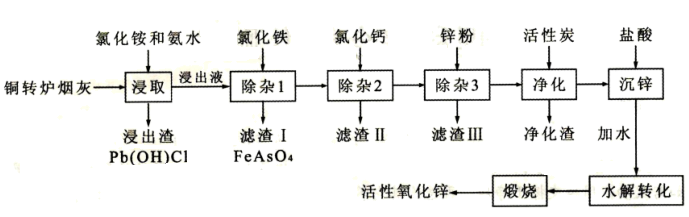 氯化铵和氨水 氯化铁 氯化钙 锌粉 活性炭 盐酸
铜转炉烟灰 浸取 浸出液 除杂1 除杂2 除杂3 净化 沉锌
浸出渣 滤渣Ⅰ 滤渣Ⅱ 滤渣Ⅲ 净化渣 加水
Pb(OH)Cl FeAsO₄
活性氧化锌 煅烧 水解转化